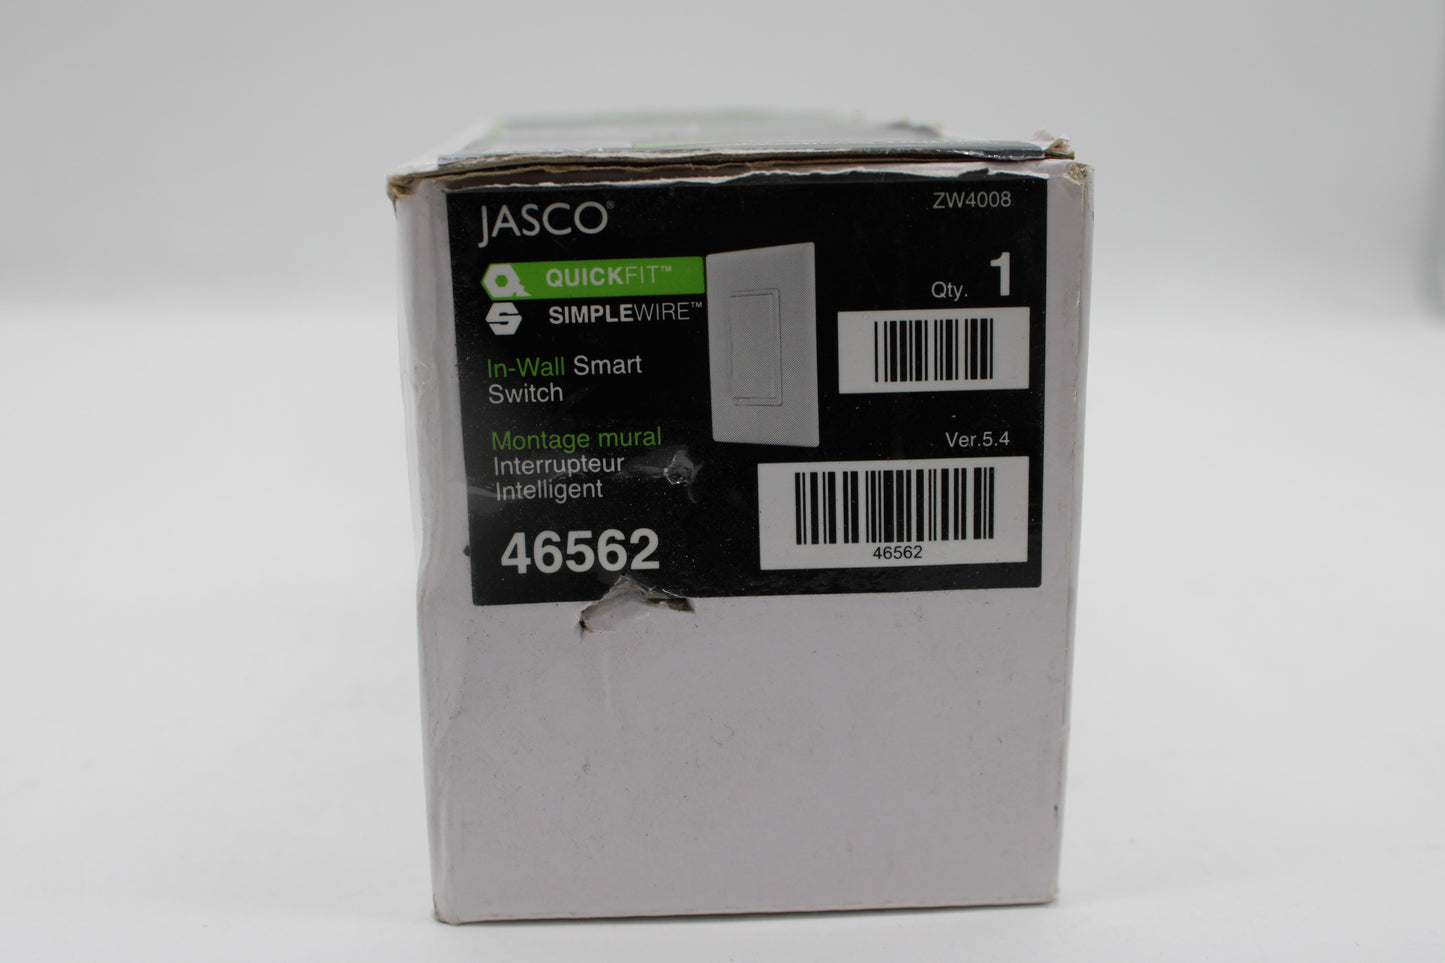 JASCO®
ZW4008
QUICKFIT™
SIMPLEWIRE™
Qty. 1
In-Wall Smart
Switch
Montage mural
Interrupteur
Intelligent
46562
Ver.5.4
46562